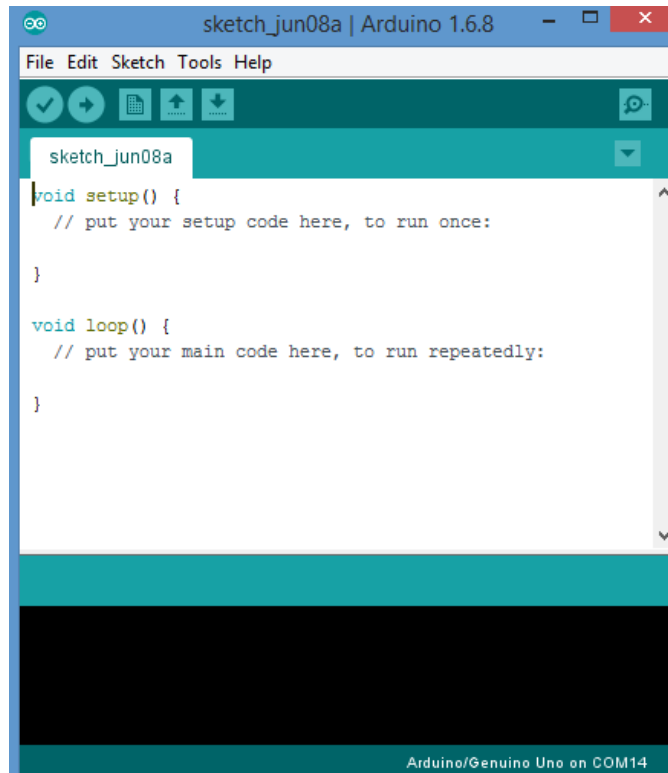 sketch_jun08a | Arduino 1.6.8
File Edit Sketch Tools Help
sketch_jun08a
void setup() {
  // put your setup code here, to run once:
}
void loop() {
  // put your main code here, to run repeatedly:
}
Arduino/Genuino Uno on COM14